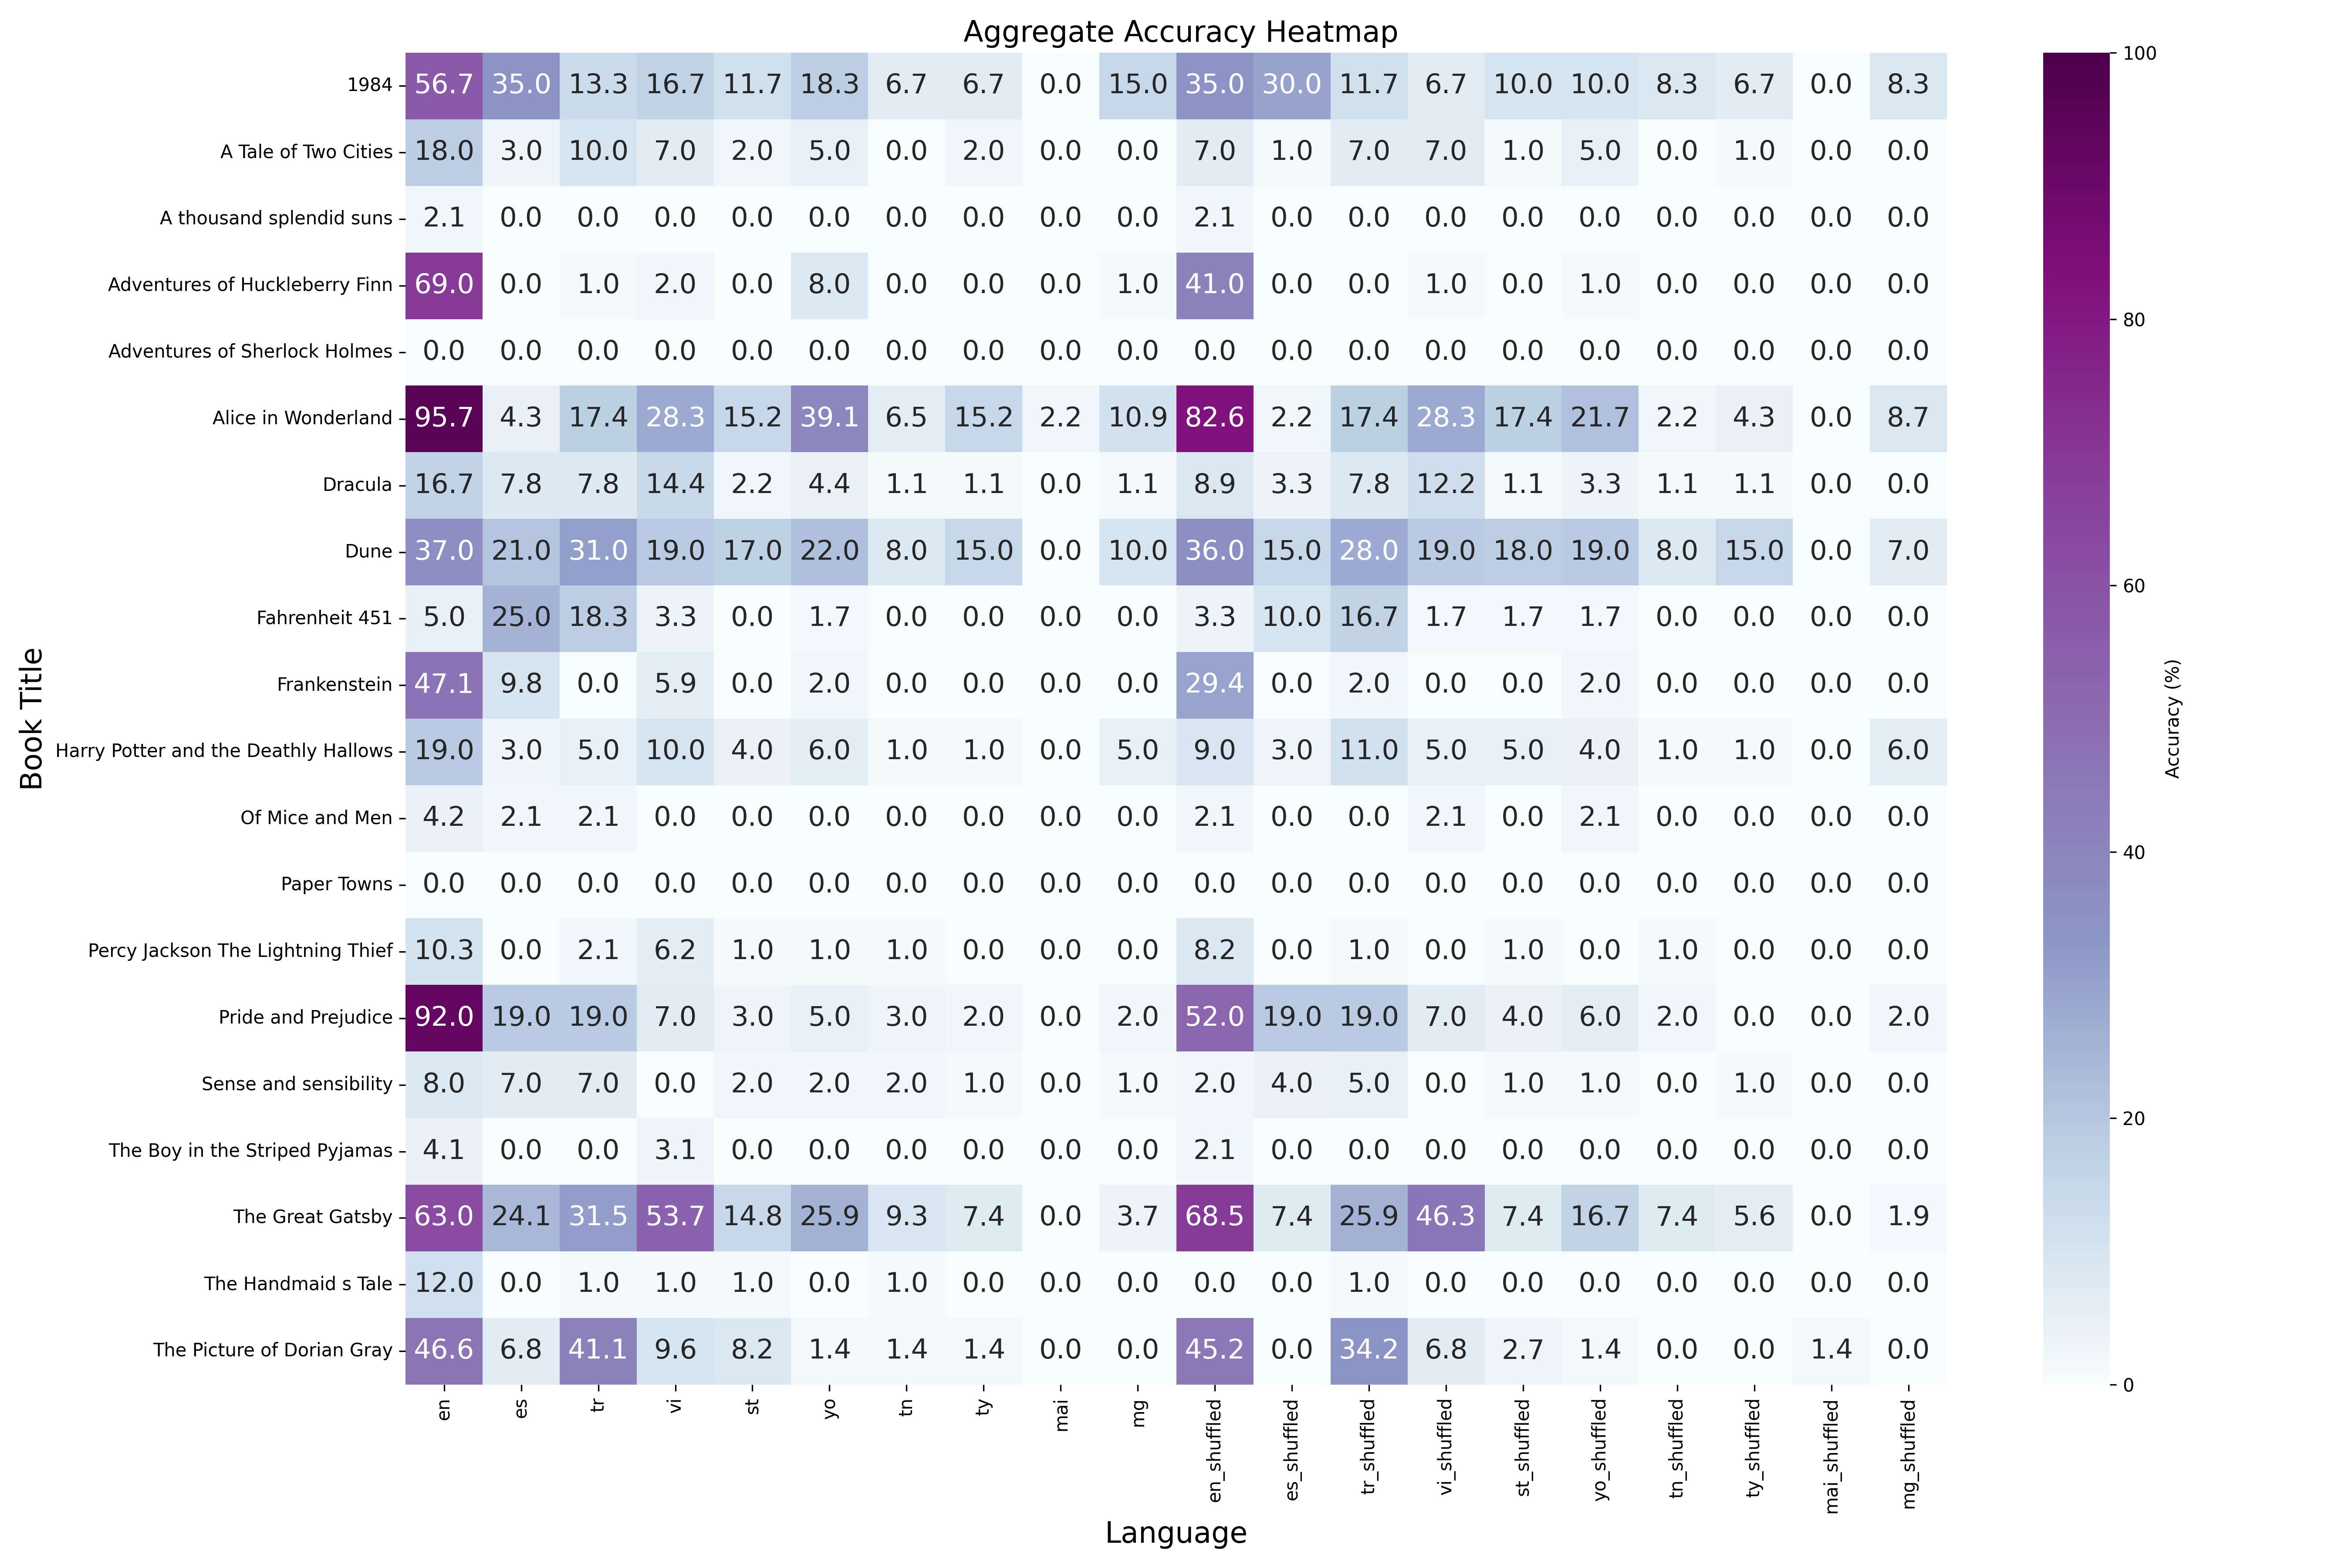 Aggregate Accuracy Heatmap
Book Title
1984 56.7 35.0 13.3 16.7 11.7 18.3 6.7 6.7 0.0 15.0 35.0 30.0 11.7 6.7 10.0 10.0 8.3 6.7 0.0 8.3
A Tale of Two Cities 18.0 3.0 10.0 7.0 2.0 5.0 0.0 2.0 0.0 0.0 7.0 1.0 7.0 7.0 1.0 5.0 0.0 1.0 0.0 0.0
A thousand splendid suns 2.1 0.0 0.0 0.0 0.0 0.0 0.0 0.0 0.0 0.0 2.1 0.0 0.0 0.0 0.0 0.0 0.0 0.0 0.0 0.0
Adventures of Huckleberry Finn 69.0 0.0 1.0 2.0 0.0 8.0 0.0 0.0 0.0 1.0 41.0 0.0 0.0 1.0 0.0 1.0 0.0 0.0 0.0 0.0
Adventures of Sherlock Holmes 0.0 0.0 0.0 0.0 0.0 0.0 0.0 0.0 0.0 0.0 0.0 0.0 0.0 0.0 0.0 0.0 0.0 0.0 0.0 0.0
Alice in Wonderland 95.7 4.3 17.4 28.3 15.2 39.1 6.5 15.2 2.2 10.9 82.6 2.2 17.4 28.3 17.4 21.7 2.2 4.3 0.0 8.7
Dracula 16.7 7.8 7.8 14.4 2.2 4.4 1.1 1.1 0.0 1.1 8.9 3.3 7.8 12.2 1.1 3.3 1.1 1.1 0.0 0.0
Dune 37.0 21.0 31.0 19.0 17.0 22.0 8.0 15.0 0.0 10.0 36.0 15.0 28.0 19.0 18.0 19.0 8.0 15.0 0.0 7.0
Fahrenheit 451 5.0 25.0 18.3 3.3 0.0 1.7 0.0 0.0 0.0 0.0 3.3 10.0 16.7 1.7 1.7 1.7 0.0 0.0 0.0 0.0
Frankenstein 47.1 9.8 0.0 5.9 0.0 2.0 0.0 0.0 0.0 0.0 29.4 0.0 2.0 0.0 0.0 2.0 0.0 0.0 0.0 0.0
Harry Potter and the Deathly Hallows 19.0 3.0 5.0 10.0 4.0 6.0 1.0 1.0 0.0 5.0 9.0 3.0 11.0 5.0 5.0 4.0 1.0 1.0 0.0 6.0
Of Mice and Men 4.2 2.1 2.1 0.0 0.0 0.0 0.0 0.0 0.0 0.0 2.1 0.0 0.0 2.1 0.0 2.1 0.0 0.0 0.0 0.0
Paper Towns 0.0 0.0 0.0 0.0 0.0 0.0 0.0 0.0 0.0 0.0 0.0 0.0 0.0 0.0 0.0 0.0 0.0 0.0 0.0 0.0
Percy Jackson The Lightning Thief 10.3 0.0 2.1 6.2 1.0 1.0 1.0 0.0 0.0 0.0 8.2 0.0 1.0 0.0 1.0 0.0 1.0 0.0 0.0 0.0
Pride and Prejudice 92.0 19.0 19.0 7.0 3.0 5.0 3.0 2.0 0.0 2.0 52.0 19.0 19.0 7.0 4.0 6.0 2.0 0.0 0.0 2.0
Sense and sensibility 8.0 7.0 7.0 0.0 2.0 2.0 2.0 1.0 0.0 1.0 2.0 4.0 5.0 0.0 1.0 1.0 0.0 1.0 0.0 0.0
The Boy in the Striped Pyjamas 4.1 0.0 0.0 3.1 0.0 0.0 0.0 0.0 0.0 0.0 2.1 0.0 0.0 0.0 0.0 0.0 0.0 0.0 0.0 0.0
The Great Gatsby 63.0 24.1 31.5 53.7 14.8 25.9 9.3 7.4 0.0 3.7 68.5 7.4 25.9 46.3 7.4 16.7 7.4 5.6 0.0 1.9
The Handmaid s Tale 12.0 0.0 1.0 1.0 1.0 0.0 1.0 0.0 0.0 0.0 0.0 0.0 1.0 0.0 0.0 0.0 0.0 0.0 0.0 0.0
The Picture of Dorian Gray 46.6 6.8 41.1 9.6 8.2 1.4 1.4 1.4 0.0 0.0 45.2 0.0 34.2 6.8 2.7 1.4 0.0 0.0 1.4 0.0
en es tr vi st yo tn ty mai mg en_shuffled es_shuffled tr_shuffled vi_shuffled st_shuffled yo_shuffled tn_shuffled ty_shuffled mai_shuffled mg_shuffled
Language
100
80
60
40
20
0
Accuracy (%)